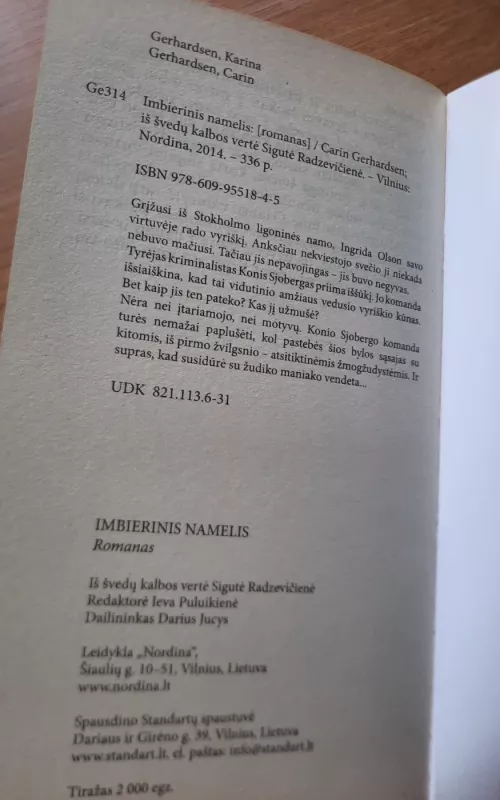 Gerhardsen, Karina
Gerhardsen, Carin
Ge314 Imbierinis namelis: [romanas] / Carin Gerhardsen;
iš švedų kalbos vertė Sigutė Radzevičienė. – Vilnius:
Nordina, 2014. – 336 p.
ISBN 978-609-95518-4-5
Grįžusi iš Stokholmo ligoninės namo, Ingrida Olson savo
virtuvėje rado vyriškį. Anksčiau nekviestojo svečio ji niekada
nebuvo mačiusi. Tačiau jis nepavojingas – jis buvo negyvas.
Tyrėjas kriminalistas Konis Sjobergas priima iššūkį. Jo komanda
išsiaiškina, kad tai vidutinio amžiaus vedusio vyriškio kūnas.
Bet kaip jis ten pateko? Kas jį užmušė?
Nėra nei įtariamojo, nei motyvų. Konio Sjobergo komanda
turės nemažai paplušėti, kol pastebės šios bylos sąsajas su
kitomis, iš pirmo žvilgsnio – atsitiktinėmis žmogžudystėmis. Ir
supras, kad susidūrė su žudiko maniako vendeta...
UDK 821.113.6-31
IMBIERINIS NAMELIS
Romanas
Iš švedų kalbos vertė Sigutė Radzevičienė
Redaktorė Ieva Puluikienė
Dailininkas Darius Jucys
Leidykla „Nordina",
Šiaulių g. 10–51, Vilnius, Lietuva
www.nordina.lt
Spausdino Standartų spaustuvė
Dariaus ir Girėno g. 39, Vilnius, Lietuva
www.standart.lt, el. paštas: info@standart.lt
Tiražas 2 000 egz.